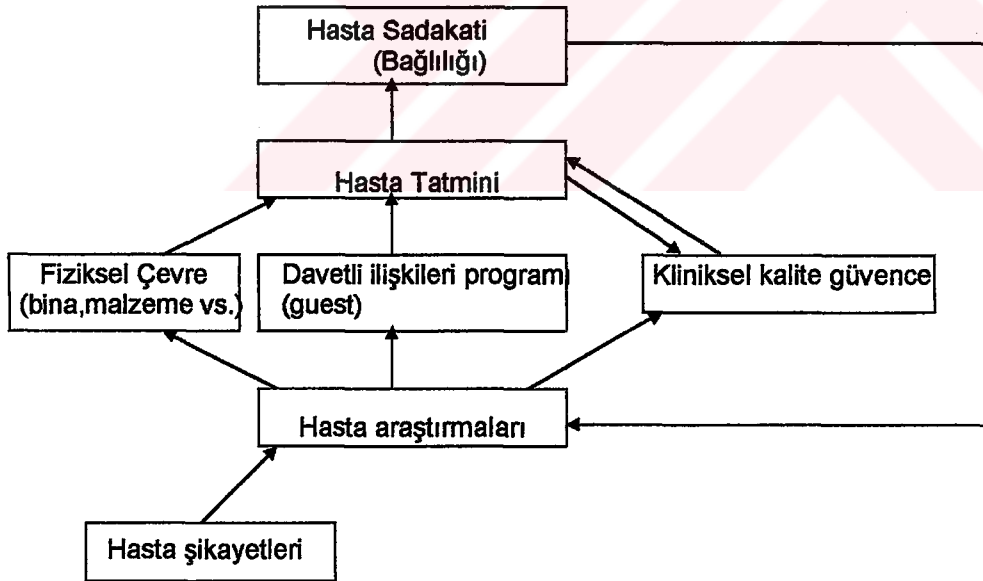 Hasta Sadakati
(Bağlılığı)
Hasta Tatmini
Fiziksel Çevre
(bina,malzeme vs.)
Davetli ilişkileri programı
(guest)
Kliniksel kalite güvence
Hasta araştırmaları
Hasta şikayetleri